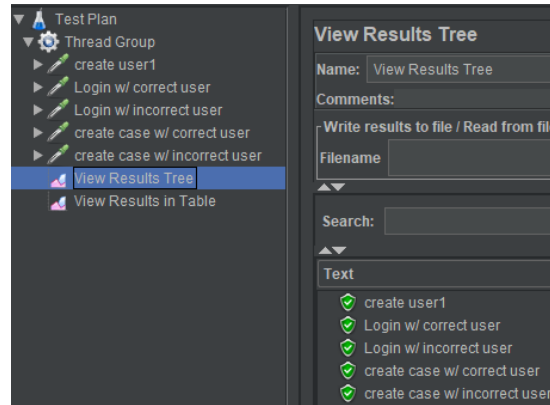 Test Plan
Thread Group
create user1
Login w/ correct user
Login w/ incorrect user
create case w/ correct user
create case w/ incorrect user
View Results Tree
View Results in Table
View Results Tree
Name: View Results Tree
Comments:
Write results to file / Read from fil
Filename
Search:
Text
create user1
Login w/ correct user
Login w/ incorrect user
create case w/ correct user
create case w/ incorrect user